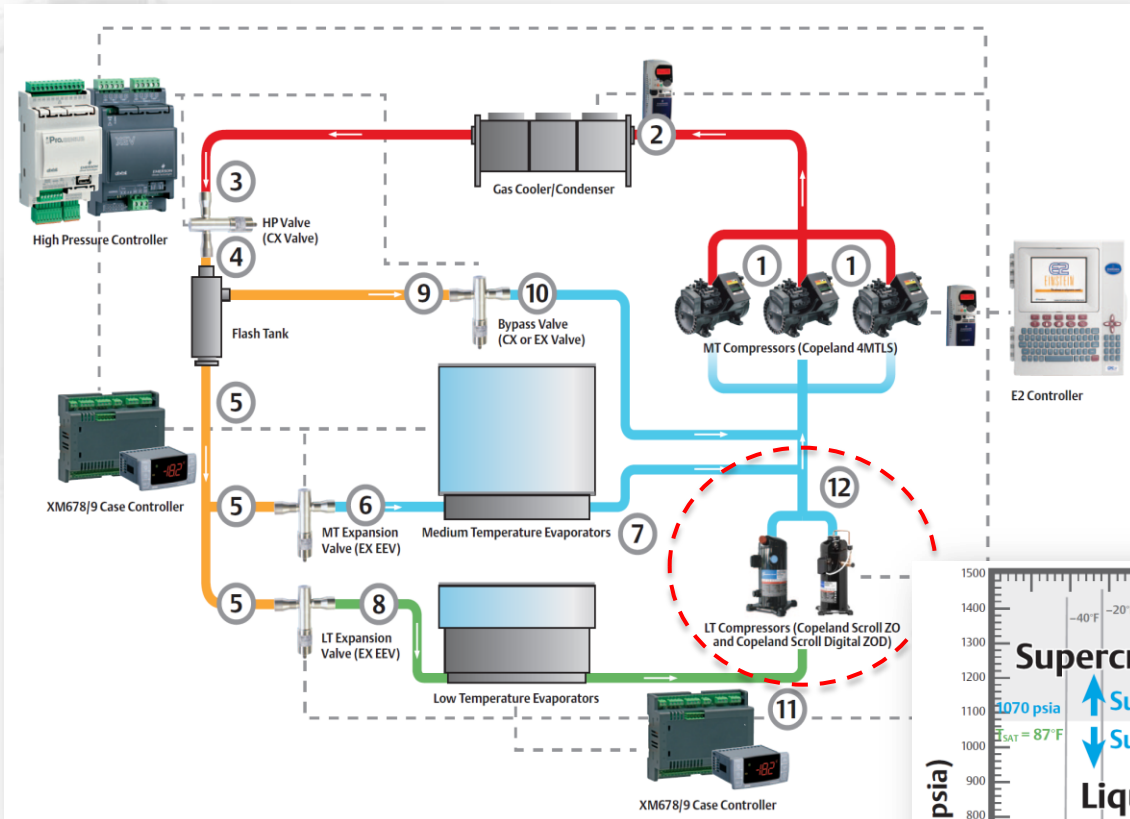 2
Gas Cooler/Condenser
3
HP Valve
(CX Valve)
High Pressure Controller
4
1
1
E2
EINSTEIN
9
10
Flash Tank
Bypass Valve
(CX or EX Valve)
MT Compressors (Copeland 4MTLS)
E2 Controller
5
-18.2
XM678/9 Case Controller
5
6
MT Expansion
Valve (EX EEV)
Medium Temperature Evaporators
7
12
5
8
LT Expansion
Valve (EX EEV)
LT Compressors (Copeland Scroll ZO
and Copeland Scroll Digital ZOD)
Low Temperature Evaporators
11
-18.2
XM678/9 Case Controller
1500
1400
1300
1200
1100
1000
900
800
-40°F
-20°
Supercr
1070 psia
Su
TSAT = 87°F
Su
Liqu
psia)